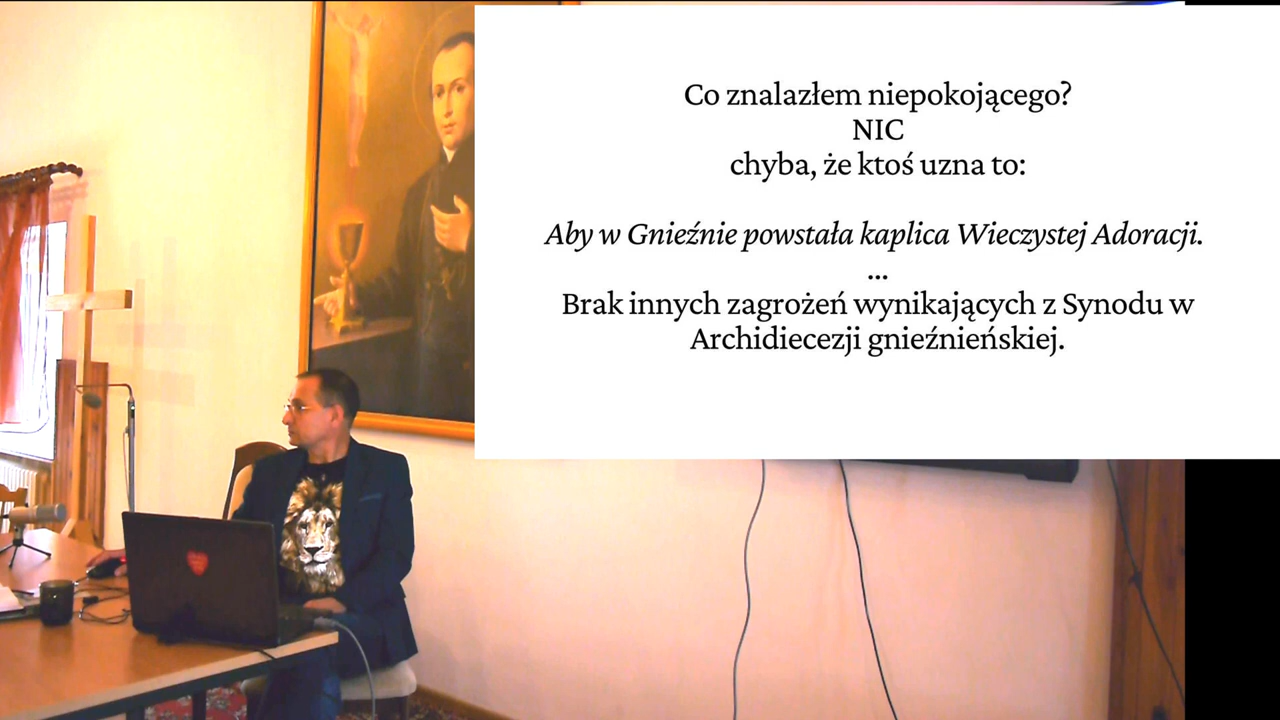 Co znalazłem niepokojącego?
NIC
chyba, że ktoś uzna to:
Aby w Gnieźnie powstała kaplica Wieczystej Adoracji.
...
Brak innych zagrożeń wynikających z Synodu w
Archidiecezji gnieźnieńskiej.